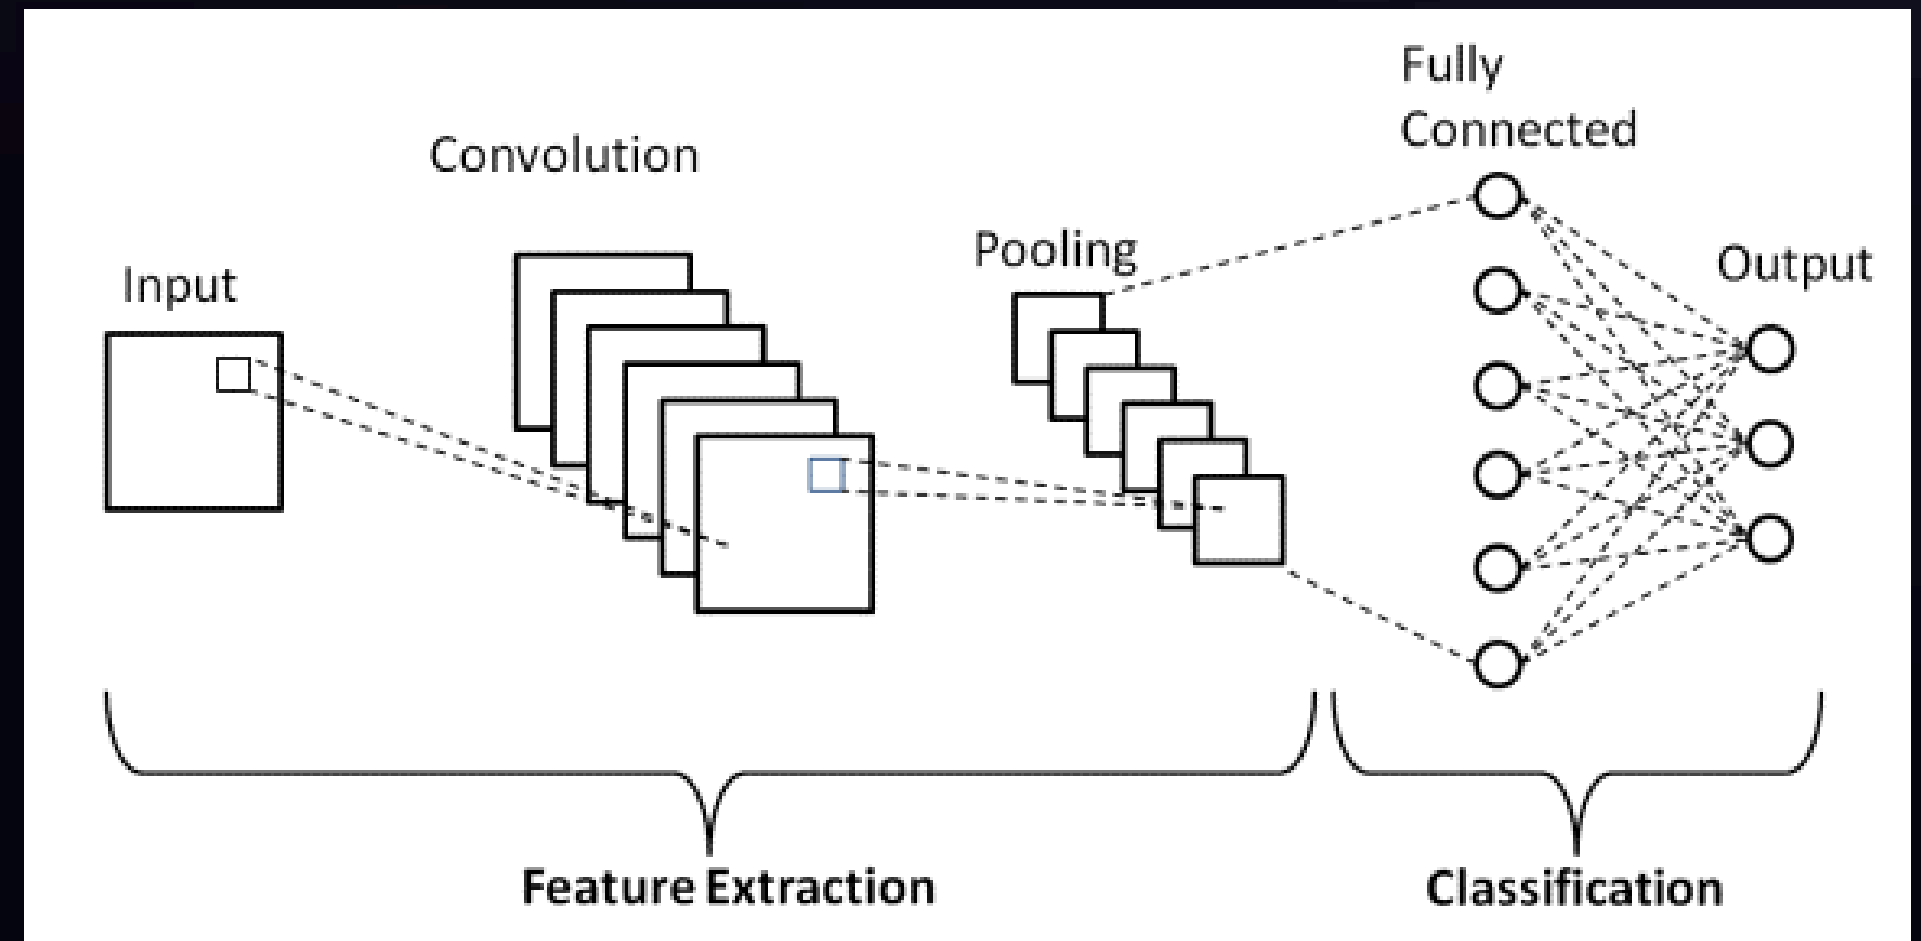 Input
Convolution
Pooling
Fully
Connected
Output
Feature Extraction
Classification